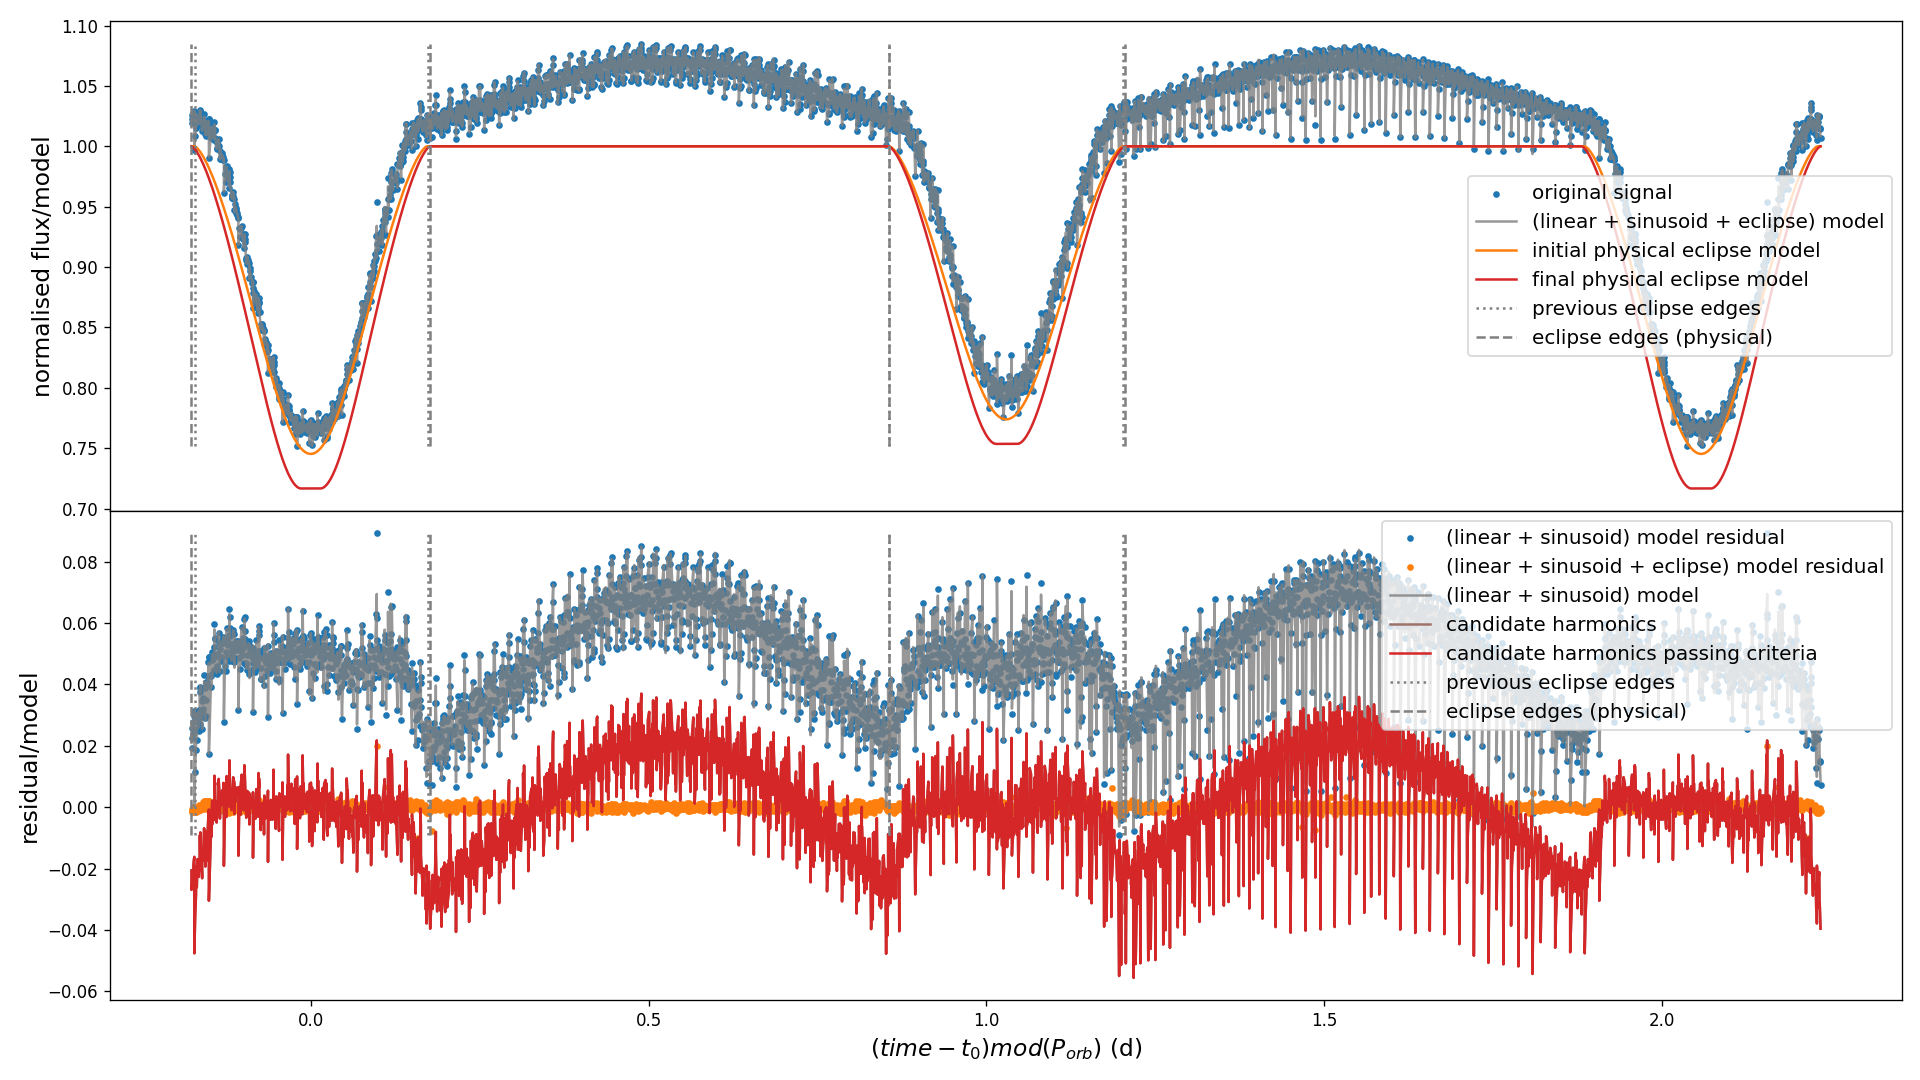 normalised flux/model
1.10
1.05
1.00
0.95
0.90
0.85
0.80
0.75
0.70
original signal
(linear + sinusoid + eclipse) model
initial physical eclipse model
final physical eclipse model
previous eclipse edges
eclipse edges (physical)
residual/model
0.08
0.06
0.04
0.02
0.00
−0.02
−0.04
−0.06
(linear + sinusoid) model residual
(linear + sinusoid + eclipse) model residual
(linear + sinusoid) model
candidate harmonics
candidate harmonics passing criteria
previous eclipse edges
eclipse edges (physical)
0.0 0.5 1.0 1.5 2.0
(time − t₀)mod(P_orb) (d)